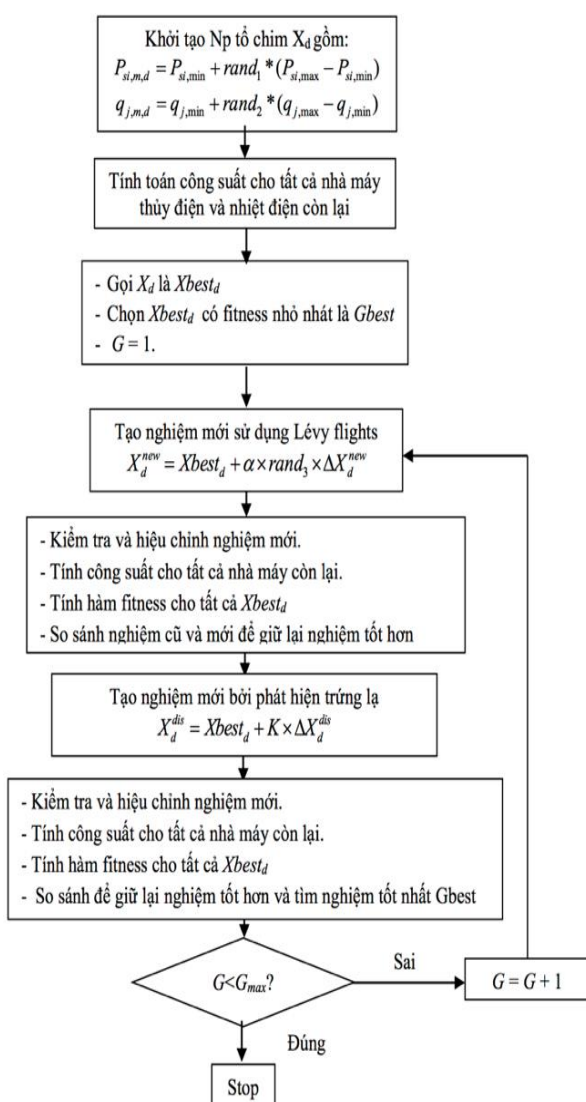 Khởi tạo Np tổ chim X_d gồm:
P_{si,m,d} = P_{si,min} + rand_1 * (P_{si,max} − P_{si,min})
q_{j,m,d} = q_{j,min} + rand_2 * (q_{j,max} − q_{j,min})
Tính toán công suất cho tất cả nhà máy
thủy điện và nhiệt điện còn lại
- Gọi X_d là Xbest_d
- Chọn Xbest_d có fitness nhỏ nhất là Gbest
- G = 1.
Tạo nghiệm mới sử dụng Lévy flights
X_d^{new} = Xbest_d + α × rand_3 × ΔX_d^{new}
- Kiểm tra và hiệu chỉnh nghiệm mới.
- Tính công suất cho tất cả nhà máy còn lại.
- Tính hàm fitness cho tất cả Xbest_d
- So sánh nghiệm cũ và mới để giữ lại nghiệm tốt hơn
Tạo nghiệm mới bởi phát hiện trứng lạ
X_d^{dis} = Xbest_d + K × ΔX_d^{dis}
- Kiểm tra và hiệu chỉnh nghiệm mới.
- Tính công suất cho tất cả nhà máy còn lại.
- Tính hàm fitness cho tất cả Xbest_d
- So sánh để giữ lại nghiệm tốt hơn và tìm nghiệm tốt nhất Gbest
G<G_{max}?
Sai
G = G + 1
Đúng
Stop